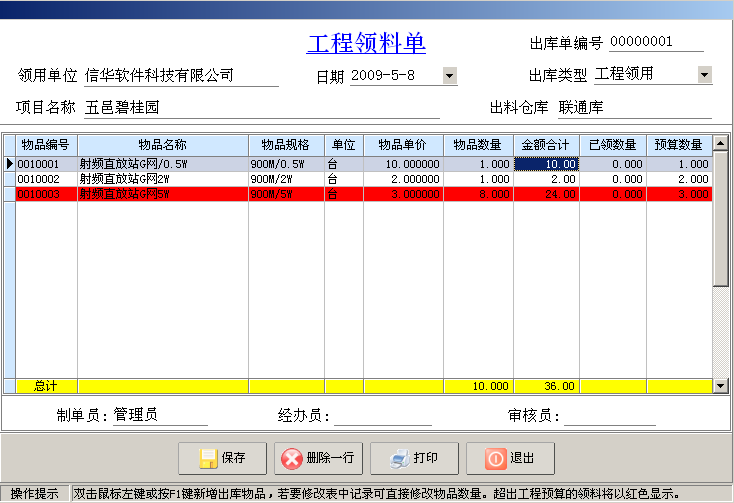 工程领料单
出库单编号 00000001
领用单位 信华软件科技有限公司 日期 2009-5-8 出库类型 工程领用
项目名称 五邑碧桂园 出料仓库 联通库
物品编号 物品名称 物品规格 单位 物品单价 物品数量 金额合计 已领数量 预算数量
0010001 射频直放站G网/0.5W 900M/0.5W 台 10.000000 1.000 10.00 0.000 1.000
0010002 射频直放站G网2W 900M/2W 台 2.000000 1.000 2.00 0.000 2.000
0010003 射频直放站G网5W 900M/5W 台 3.000000 8.000 24.00 0.000 3.000
总计 10.000 36.00
制单员: 管理员 经办员: 审核员:
保存 删除一行 打印 退出
操作提示 双击鼠标左键或按F1键新增出库物品，若要修改表中记录可直接修改物品数量。超出工程预算的领料将以红色显示。